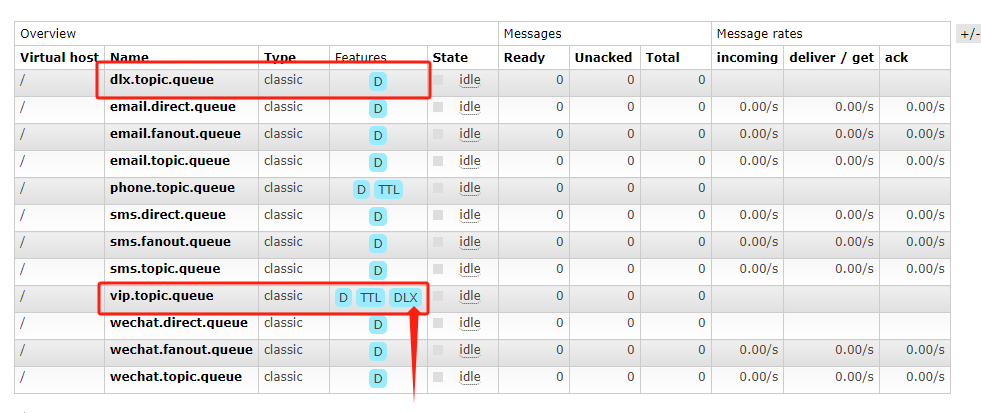 Overview Messages Message rates +/-
Virtual host Name Type Features State Ready Unacked Total incoming deliver / get ack
/ dlx.topic.queue classic D idle 0 0 0
/ email.direct.queue classic D idle 0 0 0 0.00/s 0.00/s 0.00/s
/ email.fanout.queue classic D idle 0 0 0 0.00/s 0.00/s 0.00/s
/ email.topic.queue classic D idle 0 0 0 0.00/s 0.00/s 0.00/s
/ phone.topic.queue classic D TTL idle 0 0 0
/ sms.direct.queue classic D idle 0 0 0 0.00/s 0.00/s 0.00/s
/ sms.fanout.queue classic D idle 0 0 0 0.00/s 0.00/s 0.00/s
/ sms.topic.queue classic D idle 0 0 0 0.00/s 0.00/s 0.00/s
/ vip.topic.queue classic D TTL DLX idle 0 0 0
/ wechat.direct.queue classic D idle 0 0 0
/ wechat.fanout.queue classic D idle 0 0 0 0.00/s 0.00/s 0.00/s
/ wechat.topic.queue classic D idle 0 0 0 0.00/s 0.00/s 0.00/s